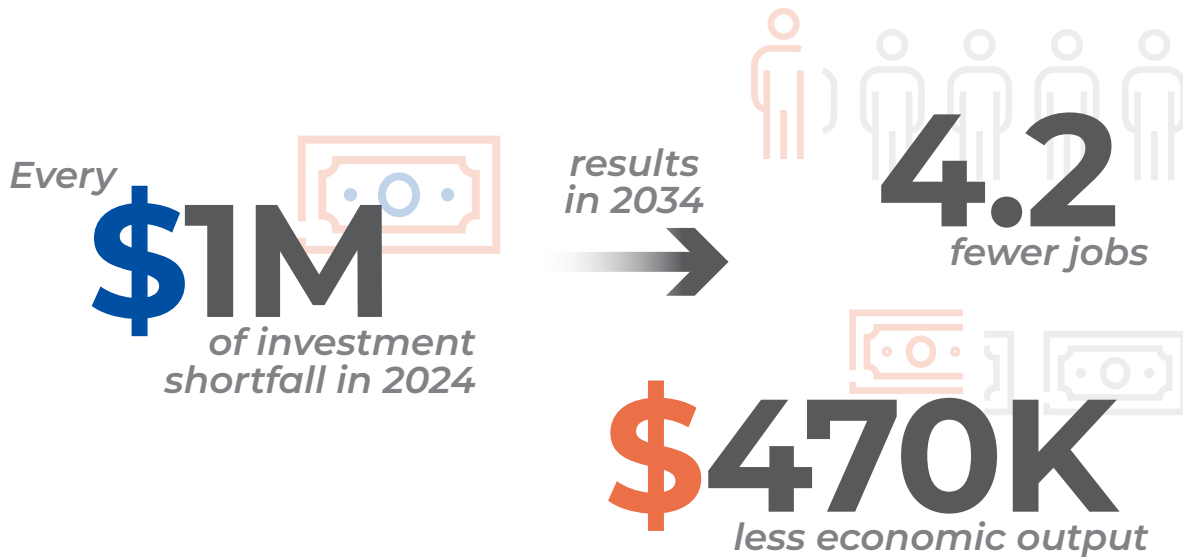 Every
$1M
of investment
shortfall in 2024
results
in 2034
4.2
fewer jobs
$470K
less economic output